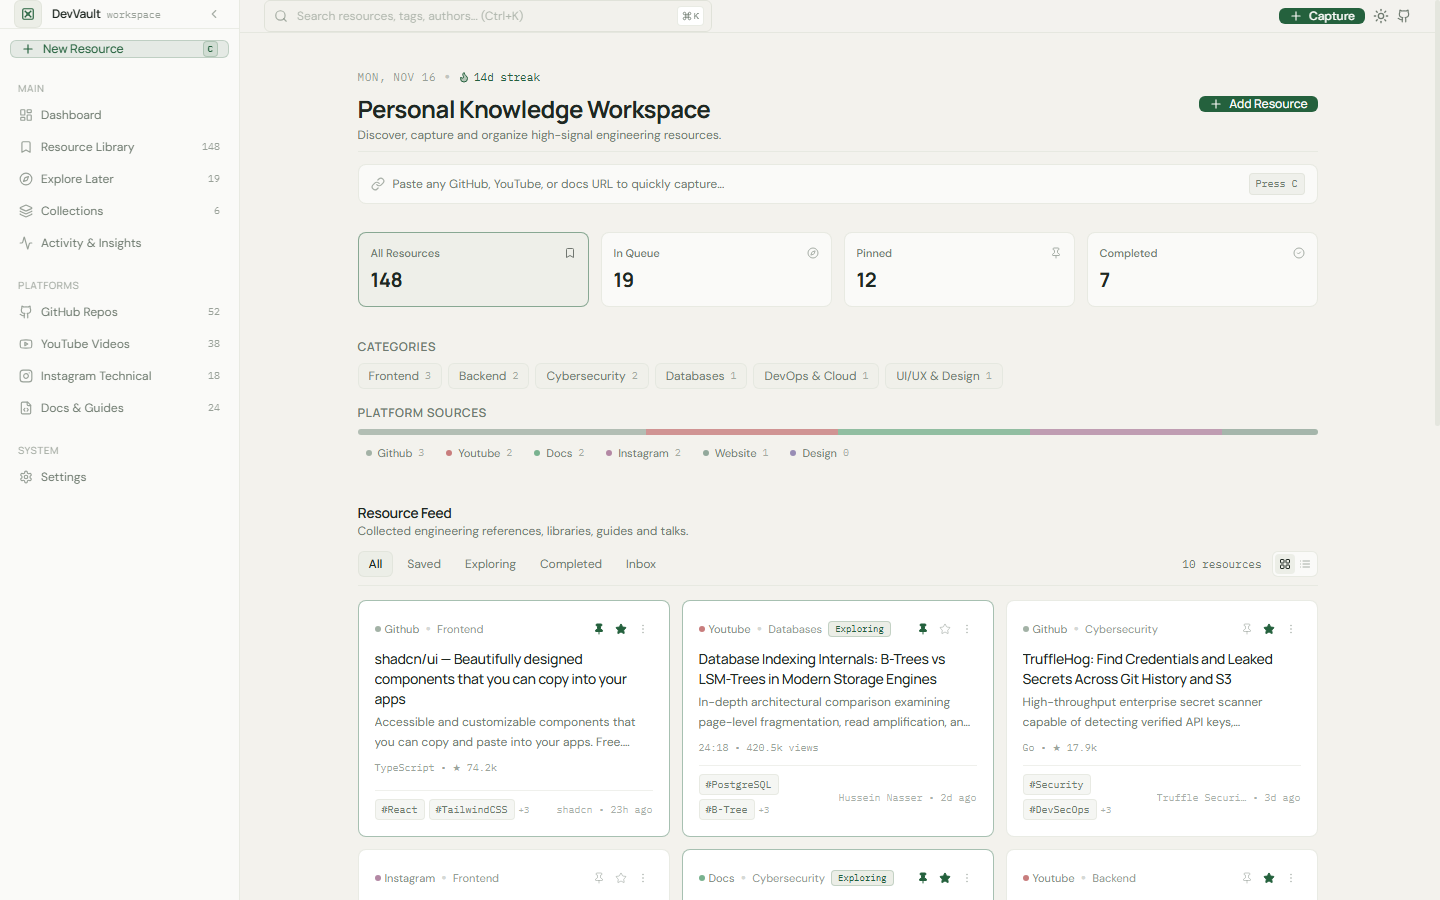 DevVault workspace
Search resources, tags, authors... (Ctrl+K)
⌘K
Capture
New Resource
C
MAIN
Dashboard
Resource Library 148
Explore Later 19
Collections 6
Activity & Insights
PLATFORMS
GitHub Repos 52
YouTube Videos 38
Instagram Technical 18
Docs & Guides 24
SYSTEM
Settings
MON, NOV 16 • 14d streak
Personal Knowledge Workspace
Add Resource
Discover, capture and organize high-signal engineering resources.
Paste any GitHub, YouTube, or docs URL to quickly capture...
Press C
All Resources
148
In Queue
19
Pinned
12
Completed
7
CATEGORIES
Frontend 3 Backend 2 Cybersecurity 2 Databases 1 DevOps & Cloud 1 UI/UX & Design 1
PLATFORM SOURCES
Github 3 Youtube 2 Docs 2 Instagram 2 Website 1 Design 0
Resource Feed
Collected engineering references, libraries, guides and talks.
All Saved Exploring Completed Inbox
10 resources
Github • Frontend
shadcn/ui — Beautifully designed
components that you can copy into your
apps
Accessible and customizable components that
you can copy and paste into your apps. Free....
TypeScript • ★ 74.2k
#React #TailwindCSS +3 shadcn • 23h ago
Youtube • Databases Exploring
Database Indexing Internals: B-Trees vs
LSM-Trees in Modern Storage Engines
In-depth architectural comparison examining
page-level fragmentation, read amplification, an...
24:18 • 420.5k views
#PostgreSQL
#B-Tree +3
Hussein Nasser • 2d ago
Github • Cybersecurity
TruffleHog: Find Credentials and Leaked
Secrets Across Git History and S3
High-throughput enterprise secret scanner
capable of detecting verified API keys,...
Go • ★ 17.9k
#Security
#DevSecOps +3
Truffle Securi… • 3d ago
Instagram • Frontend
Docs • Cybersecurity Exploring
Youtube • Backend